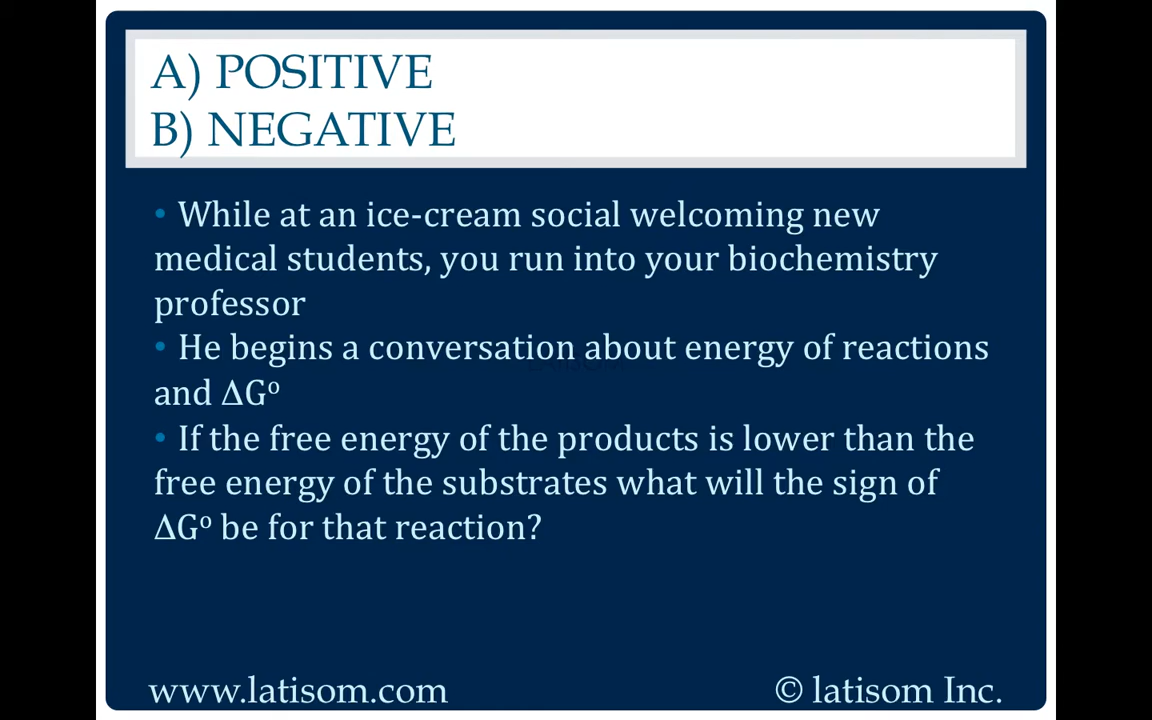 A) POSITIVE
B) NEGATIVE
• While at an ice-cream social welcoming new
medical students, you run into your biochemistry
professor
• He begins a conversation about energy of reactions
and ΔGº
• If the free energy of the products is lower than the
free energy of the substrates what will the sign of
ΔGº be for that reaction?
www.latisom.com
© latisom Inc.